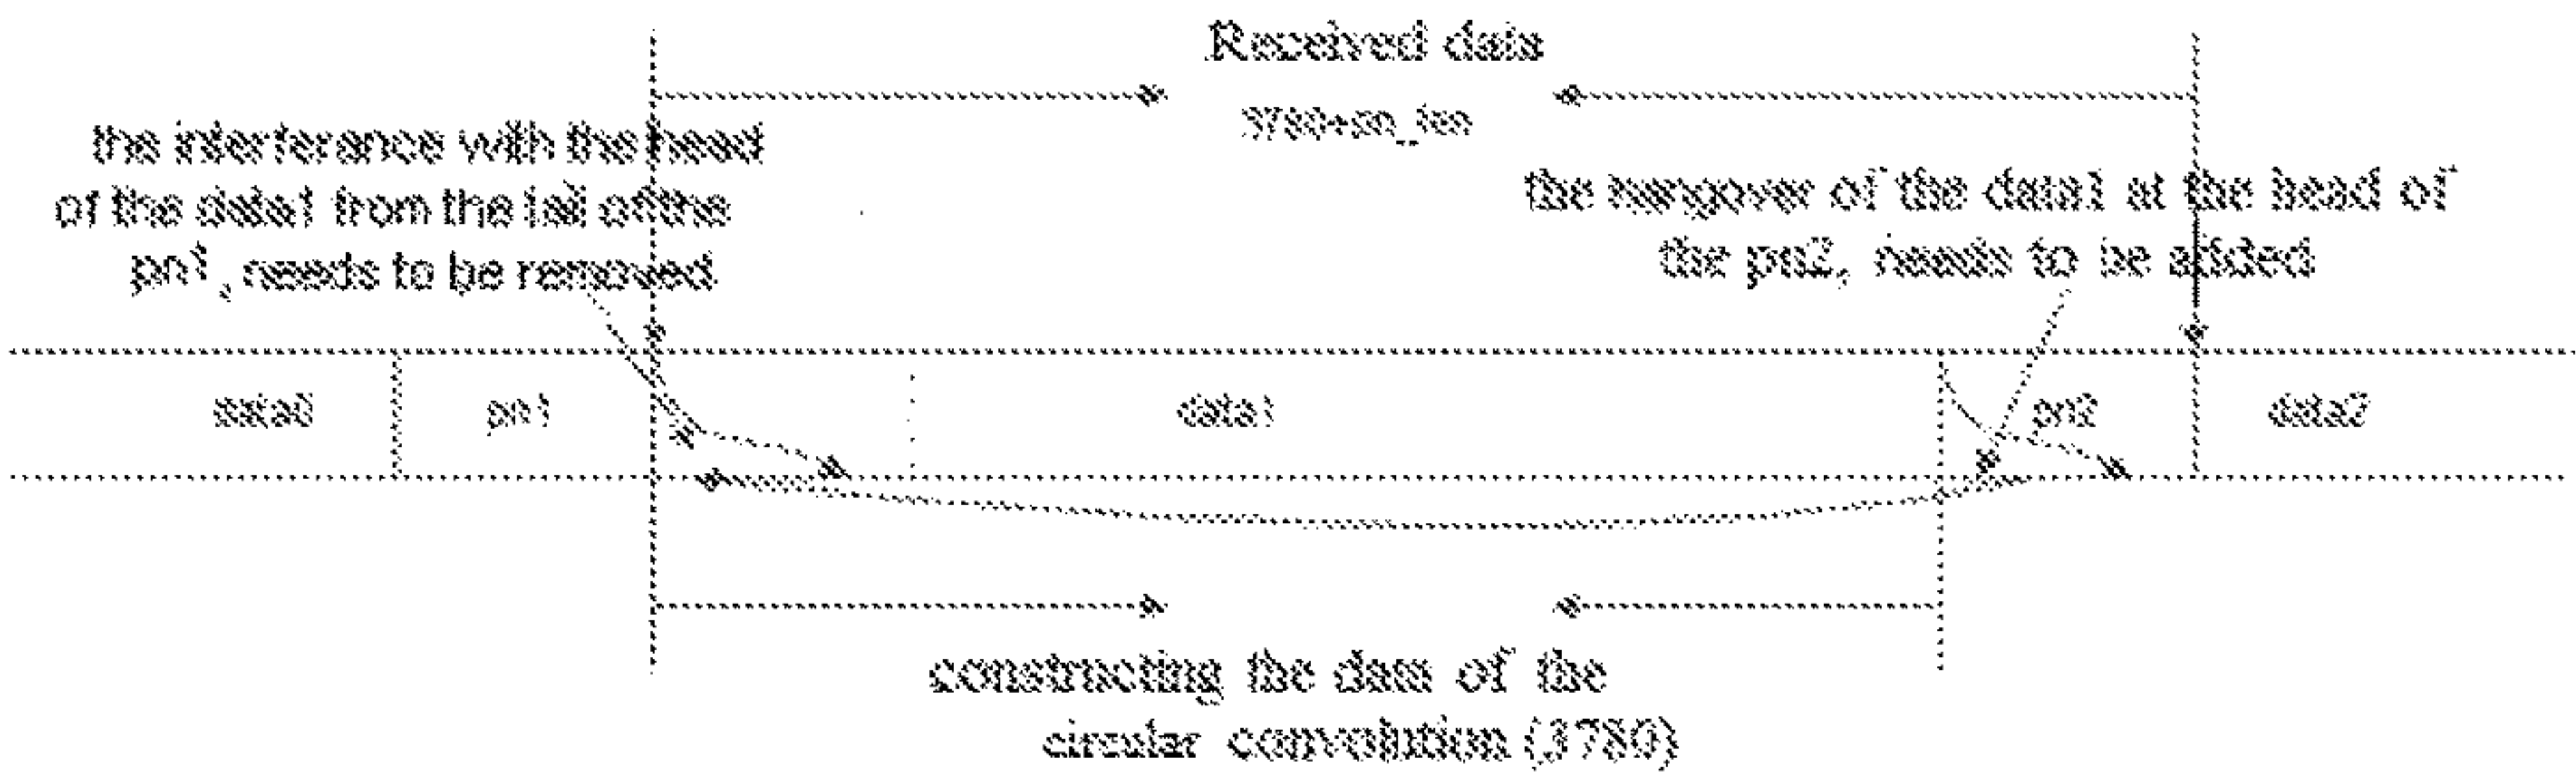 Received data
3780+pn_len
the interferance with the head
of the data1 from the tail of the
pn1, needs to be removed
the hangover of the data1 at the head of
the pn2, needs to be added
data0 pn1 data1 pn2 data2
constructing the data of the
circular convolution (3780)